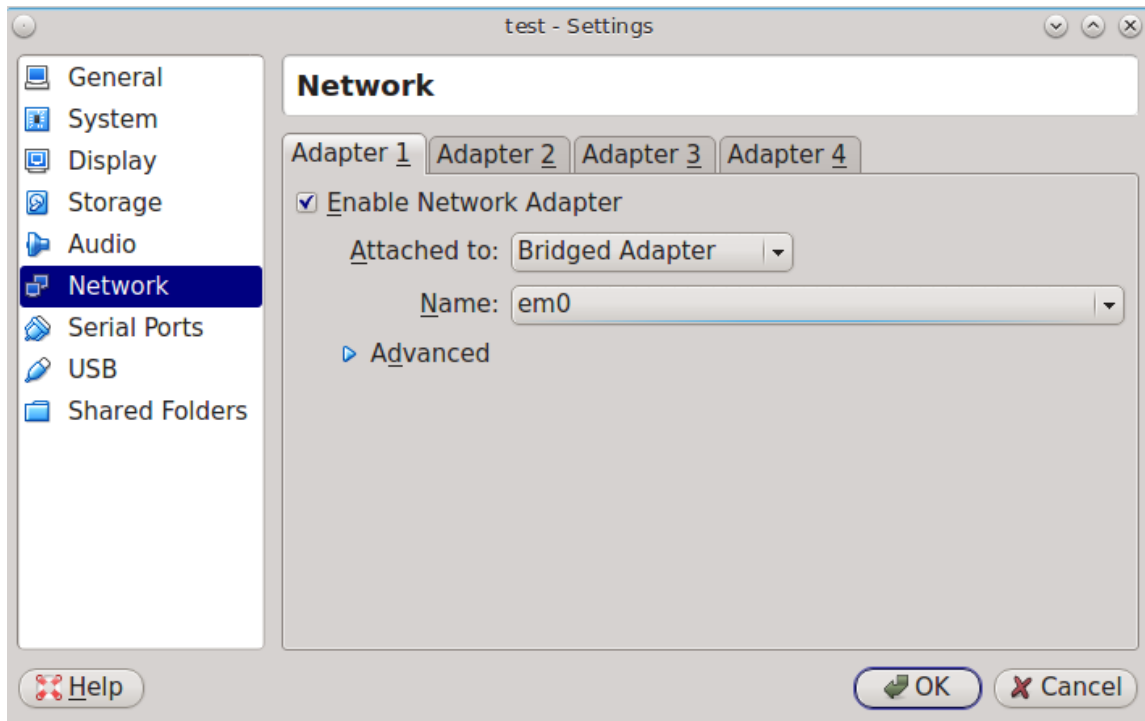 test - Settings
General
System
Display
Storage
Audio
Network
Serial Ports
USB
Shared Folders
Network
Adapter 1 Adapter 2 Adapter 3 Adapter 4
Enable Network Adapter
Attached to: Bridged Adapter
Name: em0
Advanced
Help OK Cancel